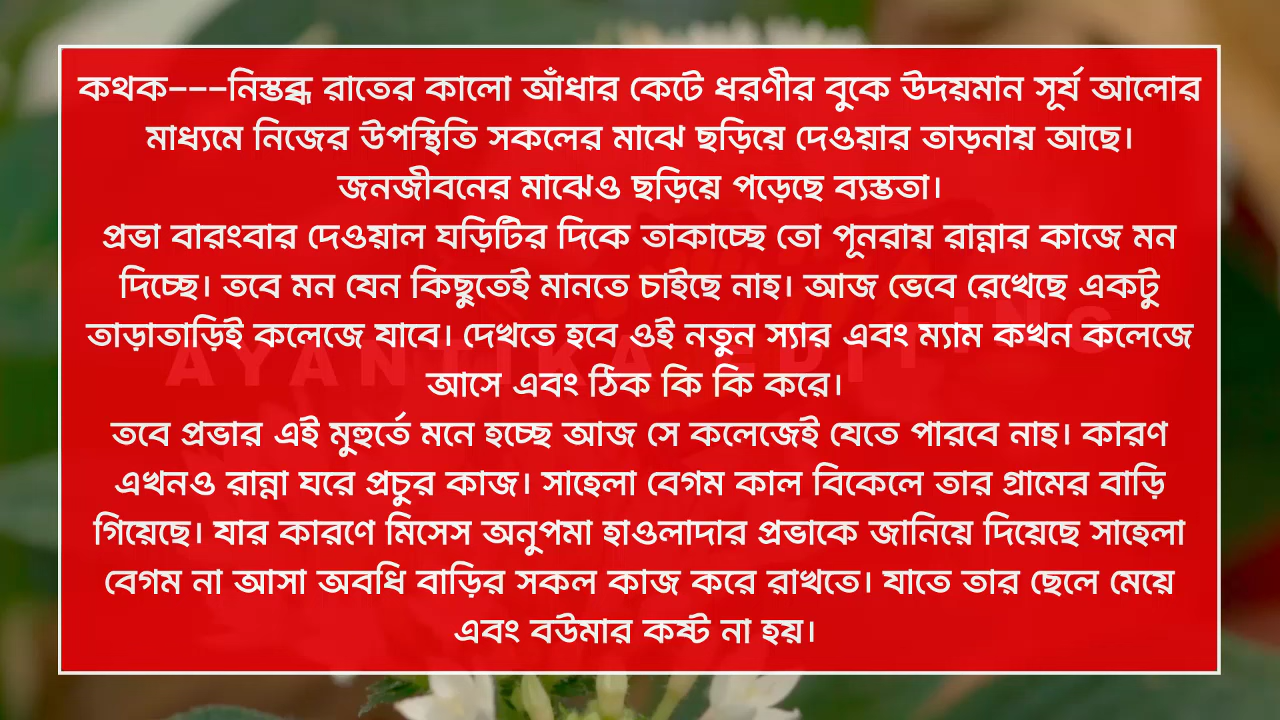 কথক---নিস্তব্ধ রাতের কালো আঁধার কেটে ধরণীর বুকে উদয়মান সূর্য আলোর
মাধ্যমে নিজের উপস্থিতি সকলের মাঝে ছড়িয়ে দেওয়ার তাড়নায় আছে।
জনজীবনের মাঝেও ছড়িয়ে পড়েছে ব্যস্ততা।
প্রভা বারংবার দেওয়াল ঘড়িটির দিকে তাকাচ্ছে তো পূনরায় রান্নার কাজে মন
দিচ্ছে। তবে মন যেন কিছুতেই মানতে চাইছে নাহ। আজ ভেবে রেখেছে একটু
তাড়াতাড়িই কলেজে যাবে। দেখতে হবে ওই নতুন স্যার এবং ম্যাম কখন কলেজে
আসে এবং ঠিক কি কি করে।
তবে প্রভার এই মুহুর্তে মনে হচ্ছে আজ সে কলেজেই যেতে পারবে নাহ। কারণ
এখনও রান্না ঘরে প্রচুর কাজ। সাহেলা বেগম কাল বিকেলে তার গ্রামের বাড়ি
গিয়েছে। যার কারণে মিসেস অনুপমা হাওলাদার প্রভাকে জানিয়ে দিয়েছে সাহেলা
বেগম না আসা অবধি বাড়ির সকল কাজ করে রাখতে। যাতে তার ছেলে মেয়ে
এবং বউমার কষ্ট না হয়।
AYANTIKA EDITING